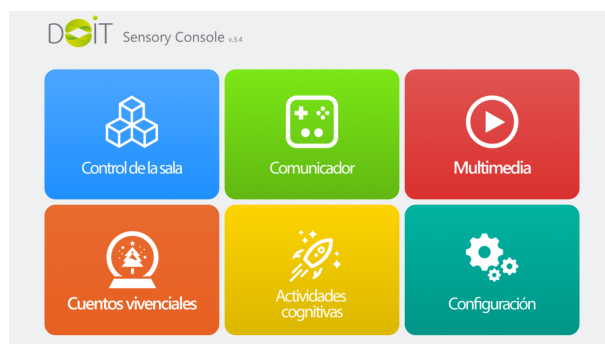 DOiT Sensory Console v.3.4
Control de la sala
Comunicador
Multimedia
Cuentos vivenciales
Actividades
cognitivas
Configuración